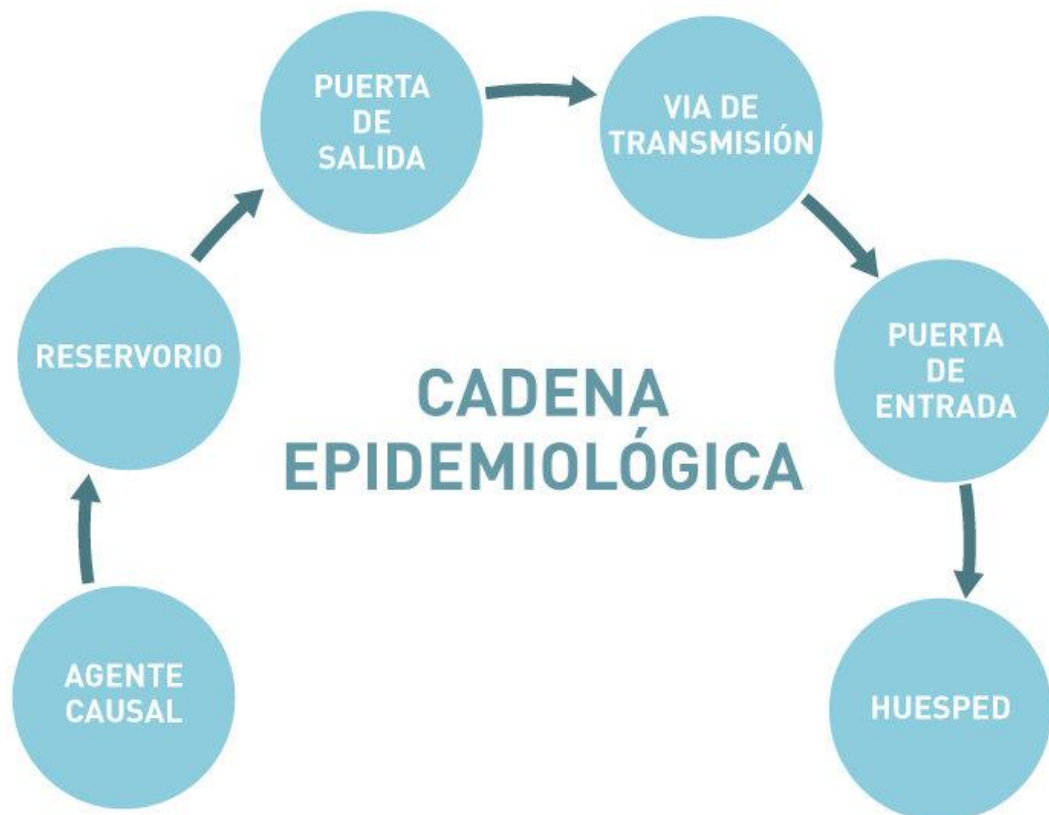 PUERTA
DE
SALIDA
VIA DE
TRANSMISIÓN
RESERVORIO
PUERTA
DE
ENTRADA
CADENA
EPIDEMIOLÓGICA
AGENTE
CAUSAL
HUESPED